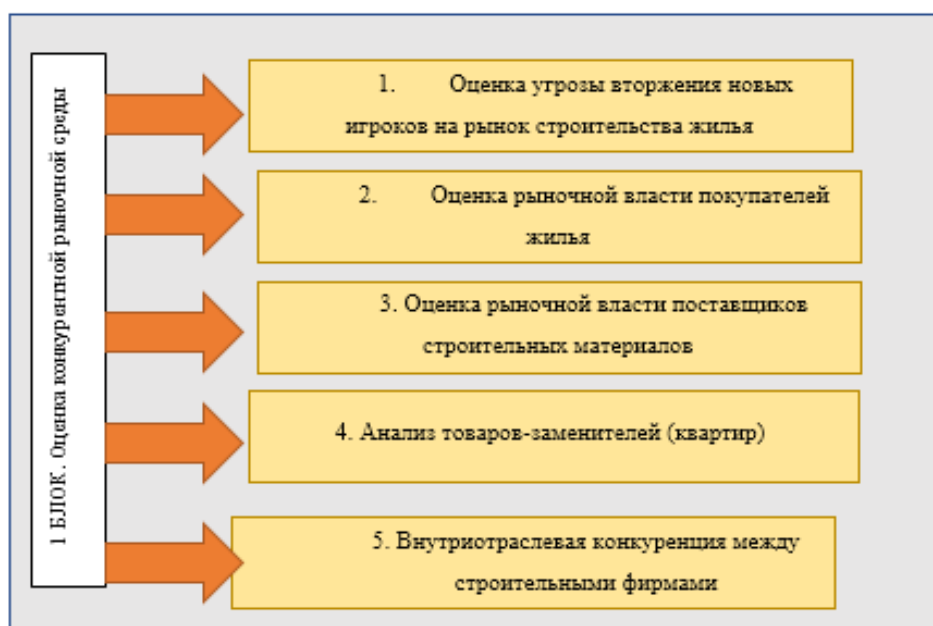 1 БЛОК. Оценка конкурентной рыночной среды
1. Оценка угрозы вторжения новых
игроков на рынок строительства жилья
2. Оценка рыночной власти покупателей
жилья
3. Оценка рыночной власти поставщиков
строительных материалов
4. Анализ товаров-заменителей (квартир)
5. Внутриотраслевая конкуренция между
строительными фирмами